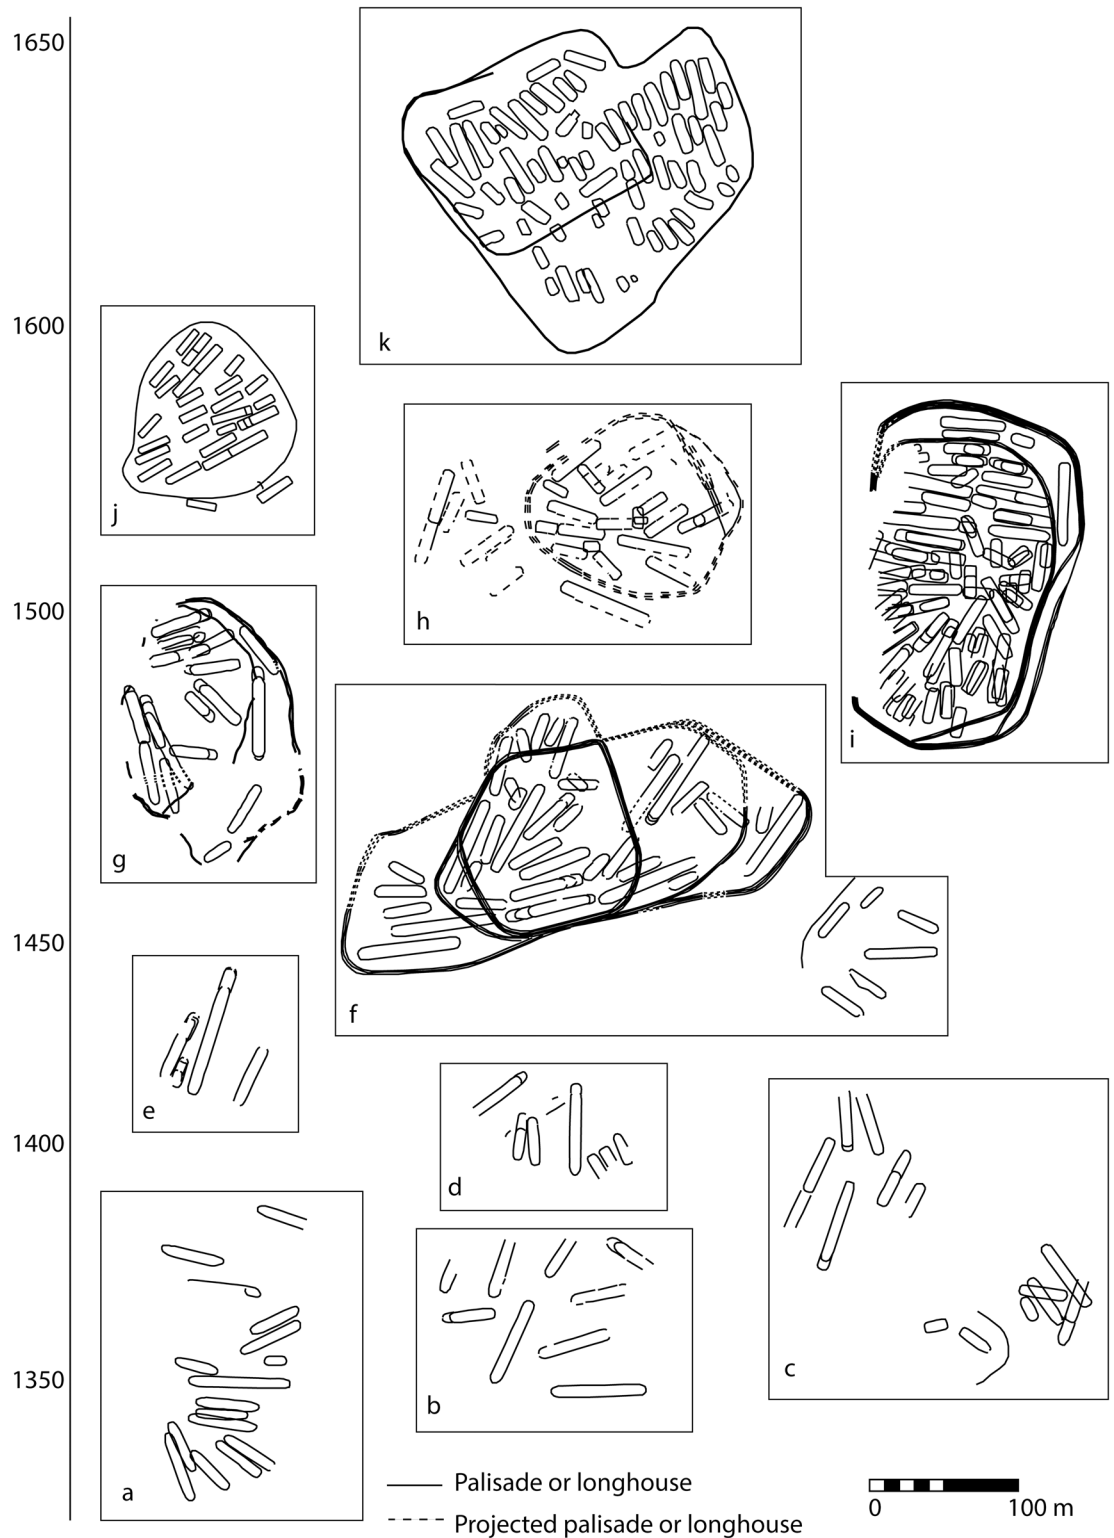 1650
k
1600
j
h
i
1500
g
f
1450
e
d
1400
c
b
1350
a
Palisade or longhouse
Projected palisade or longhouse
0 100 m